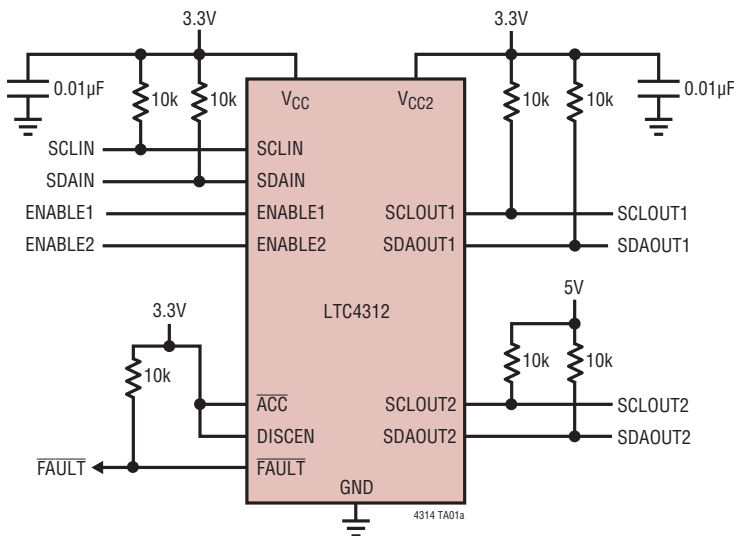 3.3V
3.3V
0.01µF
10k
10k
VCC
VCC2
10k
10k
0.01µF
SCLIN
SCLIN
SDAIN
SDAIN
ENABLE1
ENABLE1
SCLOUT1
SCLOUT1
ENABLE2
ENABLE2
SDAOUT1
SDAOUT1
5V
3.3V
LTC4312
10k
10k
10k
ACC
SCLOUT2
SCLOUT2
DISCEN
SDAOUT2
SDAOUT2
FAULT
FAULT
GND
4314 TA01a